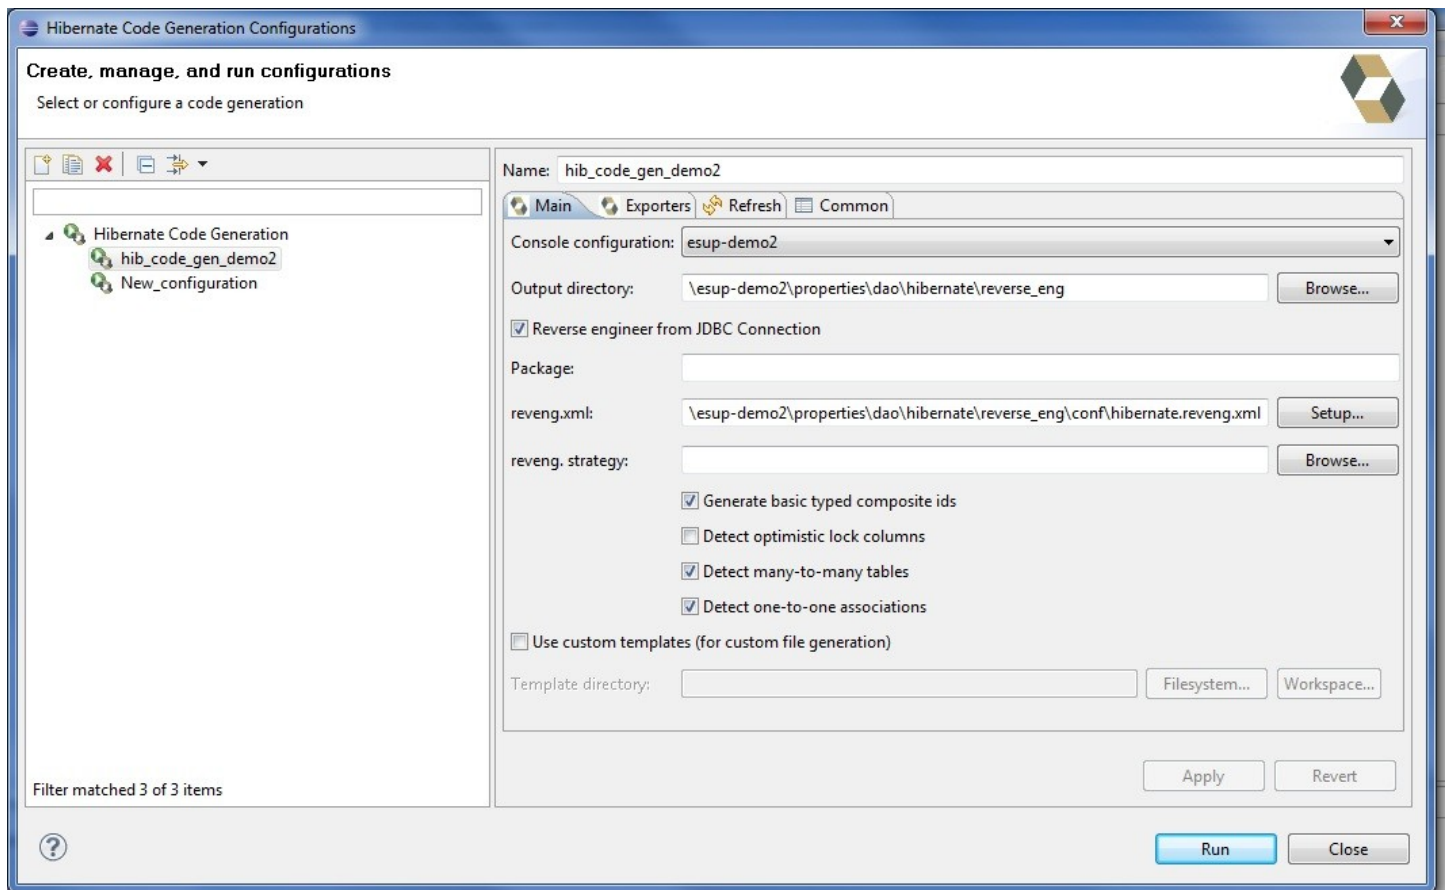 Hibernate Code Generation Configurations
Create, manage, and run configurations
Select or configure a code generation
Hibernate Code Generation
hib_code_gen_demo2
New_configuration
Filter matched 3 of 3 items
Name: hib_code_gen_demo2
Main Exporters Refresh Common
Console configuration: esup-demo2
Output directory: \esup-demo2\properties\dao\hibernate\reverse_eng Browse...
Reverse engineer from JDBC Connection
Package:
reveng.xml: \esup-demo2\properties\dao\hibernate\reverse_eng\conf\hibernate.reveng.xml Setup...
reveng. strategy: Browse...
Generate basic typed composite ids
Detect optimistic lock columns
Detect many-to-many tables
Detect one-to-one associations
Use custom templates (for custom file generation)
Template directory: Filesystem... Workspace...
Apply Revert
? Run Close